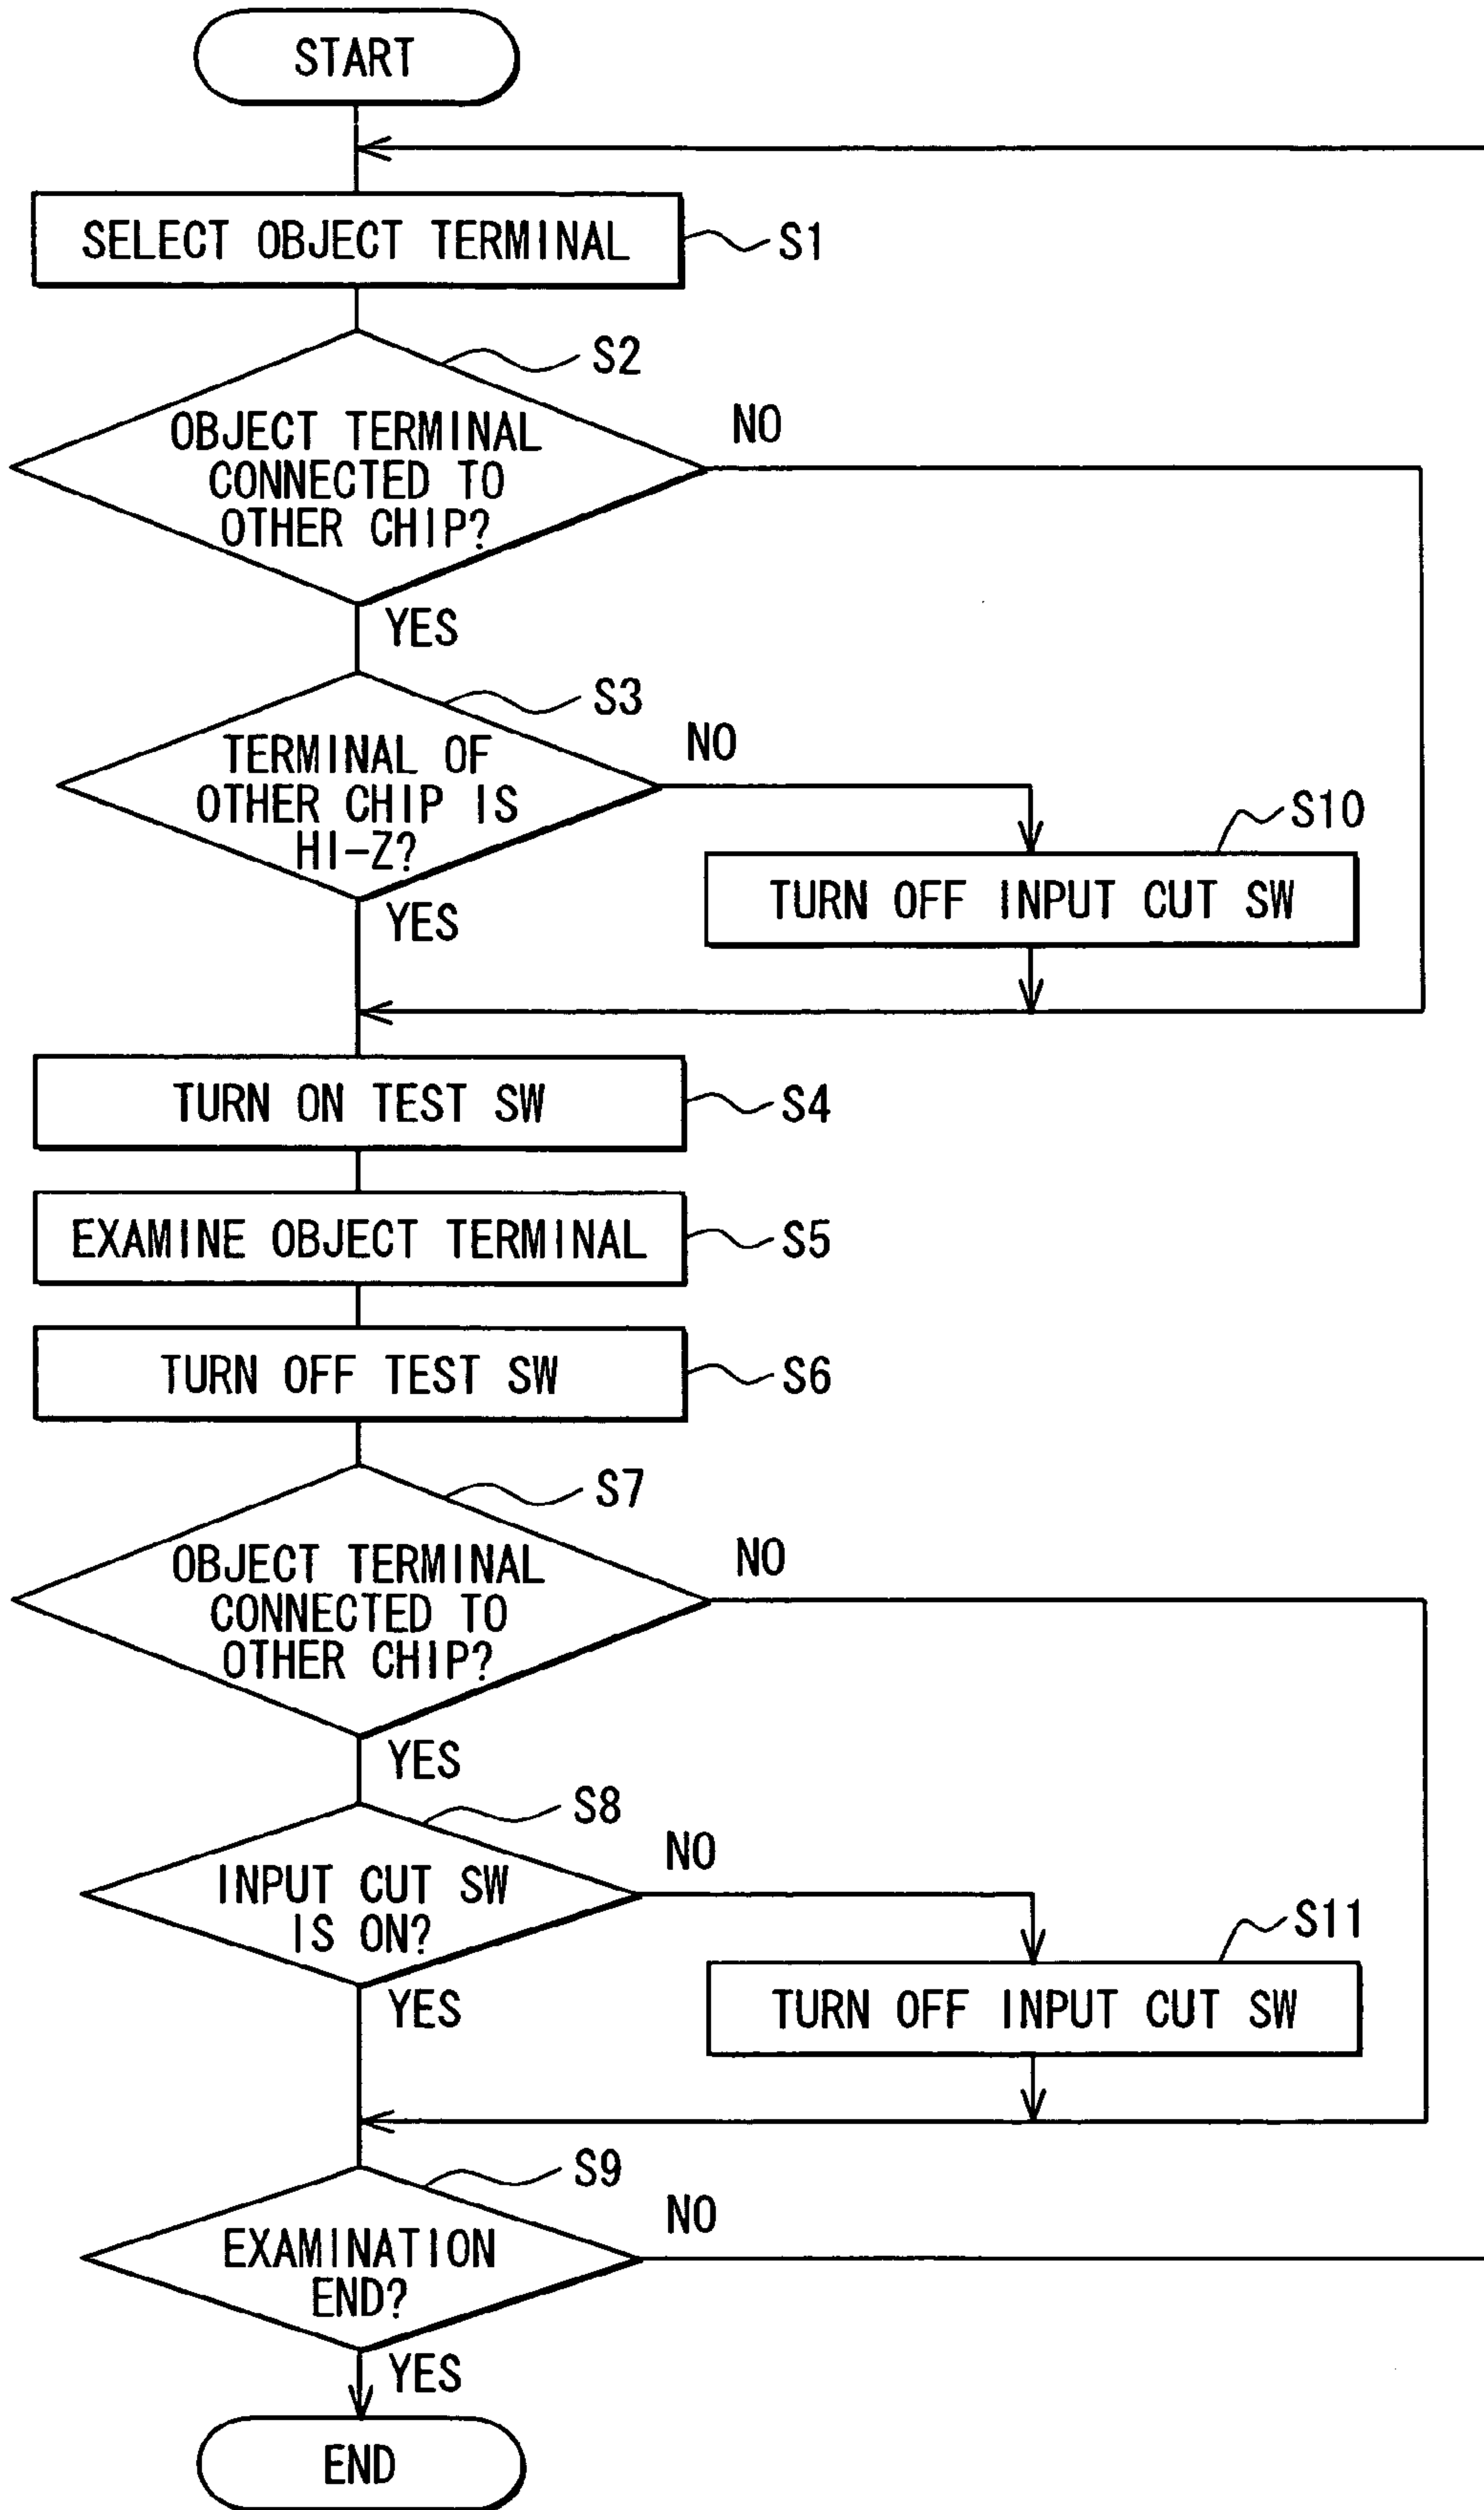 START
SELECT OBJECT TERMINAL
S1
S2
OBJECT TERMINAL
CONNECTED TO
OTHER CHIP?
NO
YES
S3
TERMINAL OF
OTHER CHIP IS
HI-Z?
NO
YES
S10
TURN OFF INPUT CUT SW
TURN ON TEST SW
S4
EXAMINE OBJECT TERMINAL
S5
TURN OFF TEST SW
S6
S7
OBJECT TERMINAL
CONNECTED TO
OTHER CHIP?
NO
YES
S8
INPUT CUT SW
IS ON?
NO
YES
S11
TURN OFF INPUT CUT SW
S9
EXAMINATION
END?
NO
YES
END